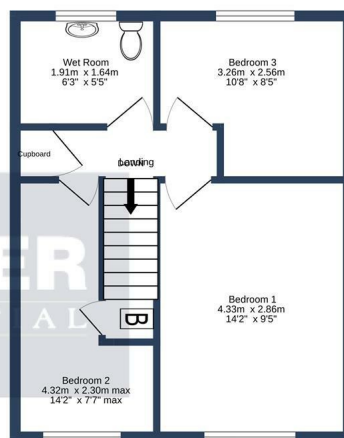 Wet Room
1.91m x 1.64m
6'3" x 5'5"
Bedroom 3
3.26m x 2.56m
10'8" x 8'5"
Cupboard
Landing
DOWN
Bedroom 1
4.33m x 2.86m
14'2" x 9'5"
B
Bedroom 2
4.32m x 2.30m max
14'2" x 7'7" max